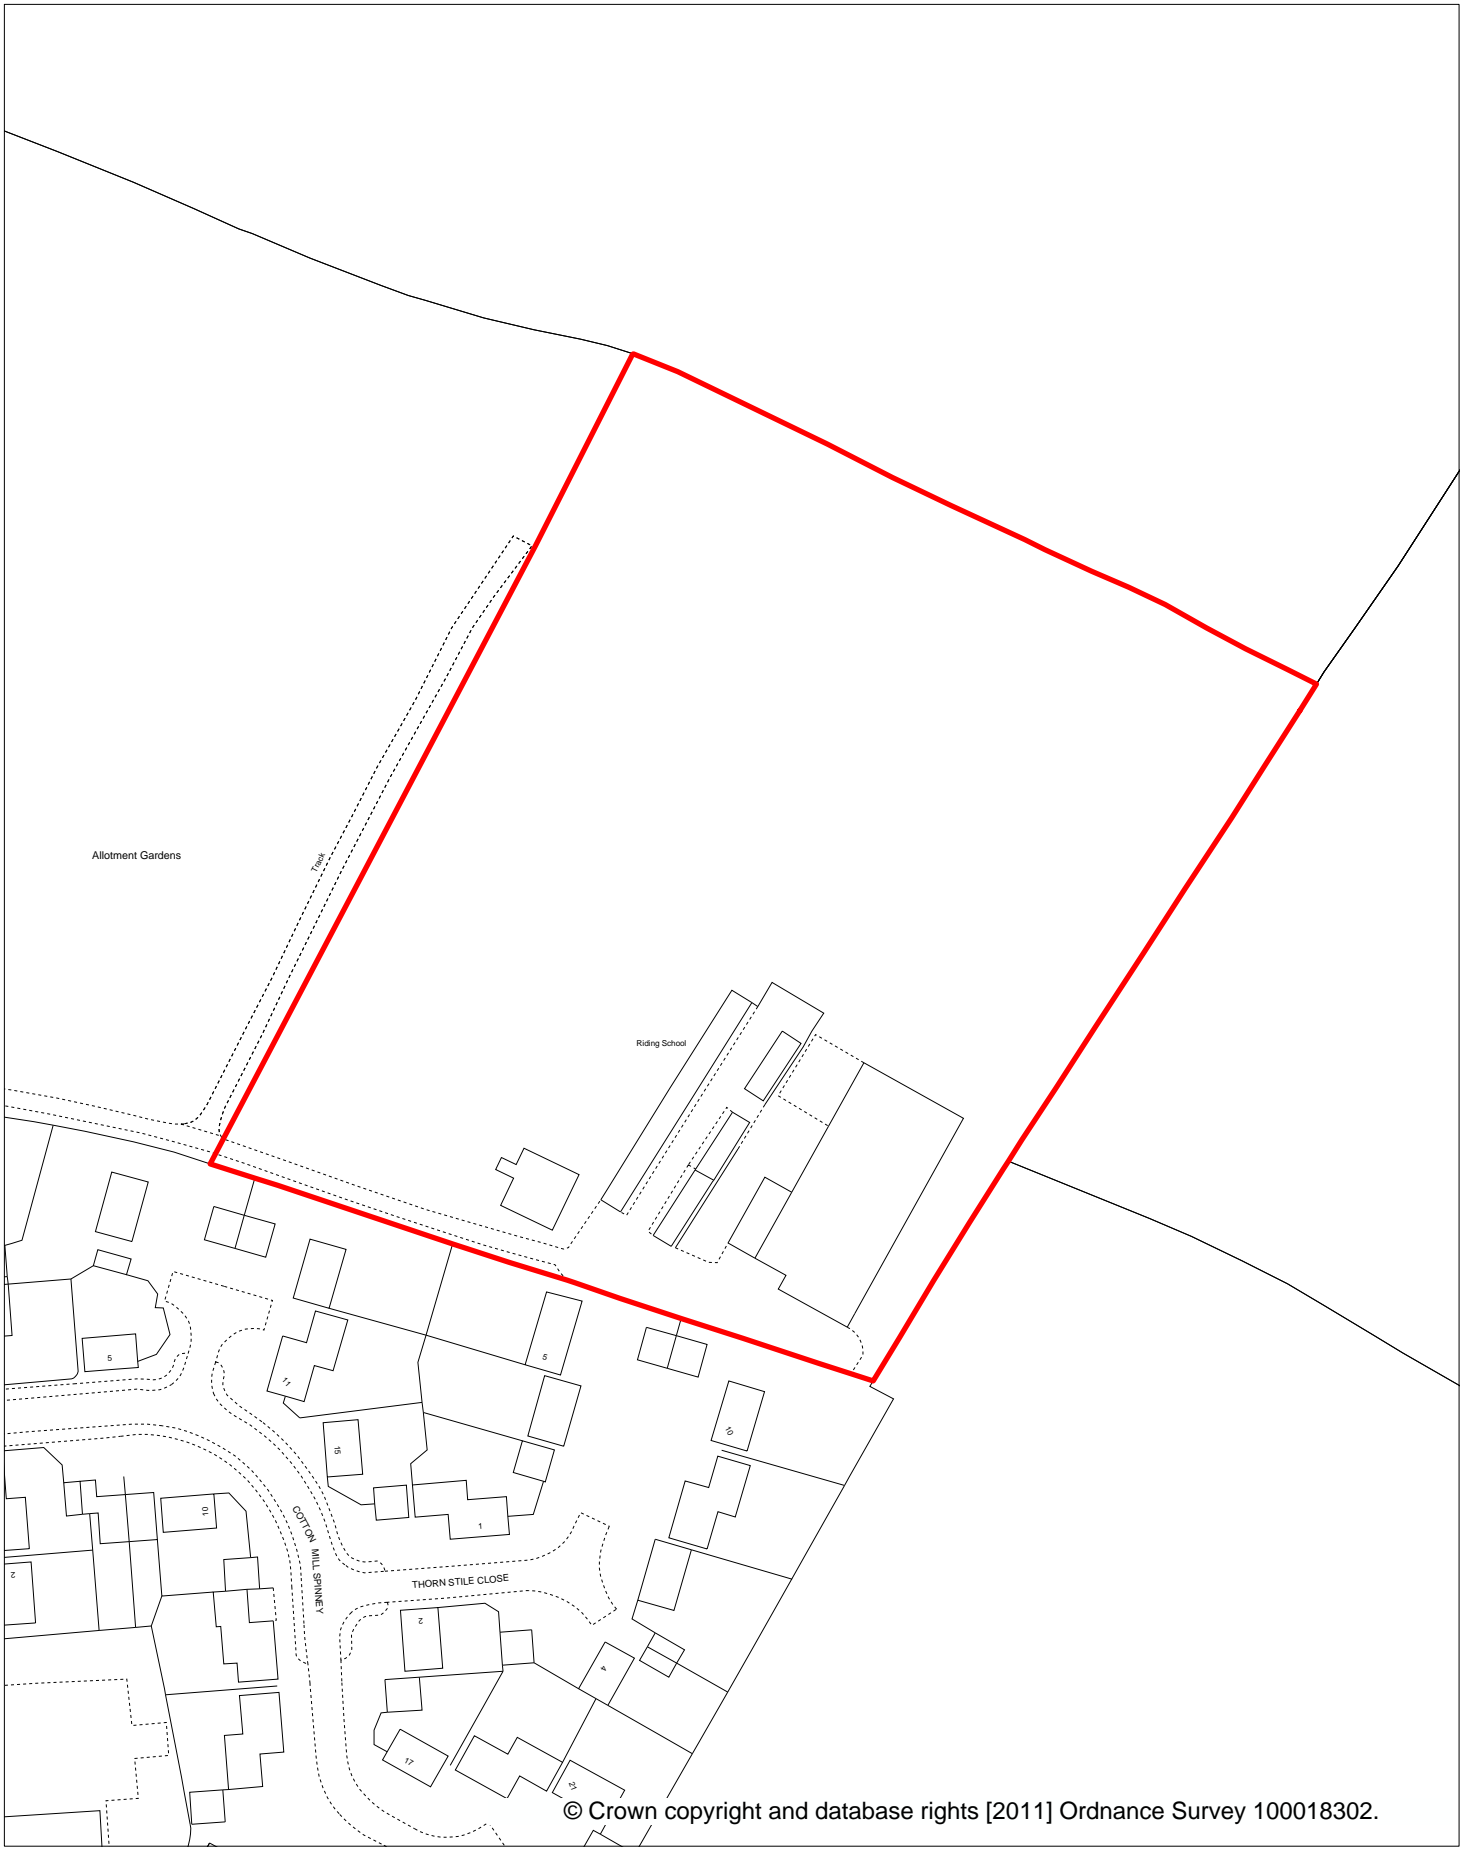 Allotment Gardens
Track
Riding School
5
11
5
15
10
10
1
2
COTTON MILL SPINNEY
THORN STILE CLOSE
2
4
17
21
© Crown copyright and database rights [2011] Ordnance Survey 100018302.